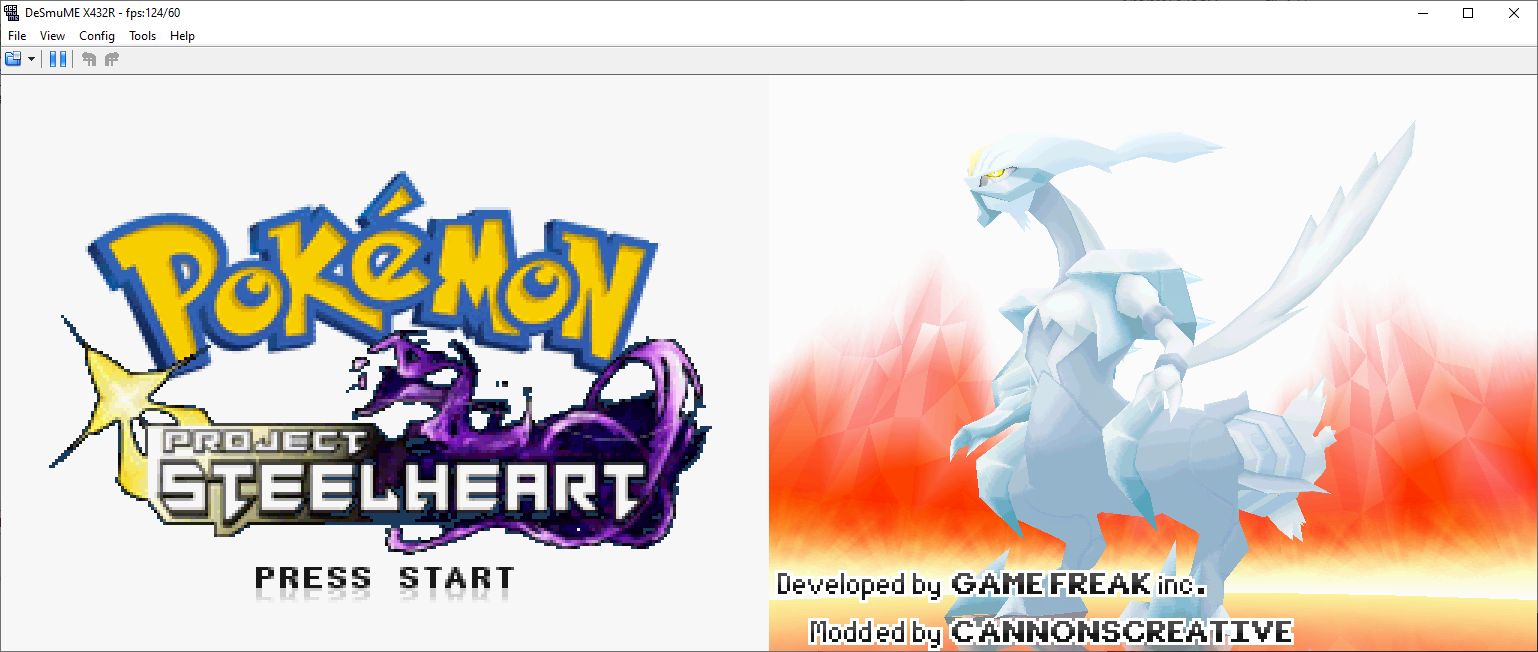 DeSmuME X432R - fps:124/60
File View Config Tools Help
POKéMON
PROJECT
STEELHEART
PRESS START
Developed by GAME FREAK inc.
Modded by CANNONSCREATIVE